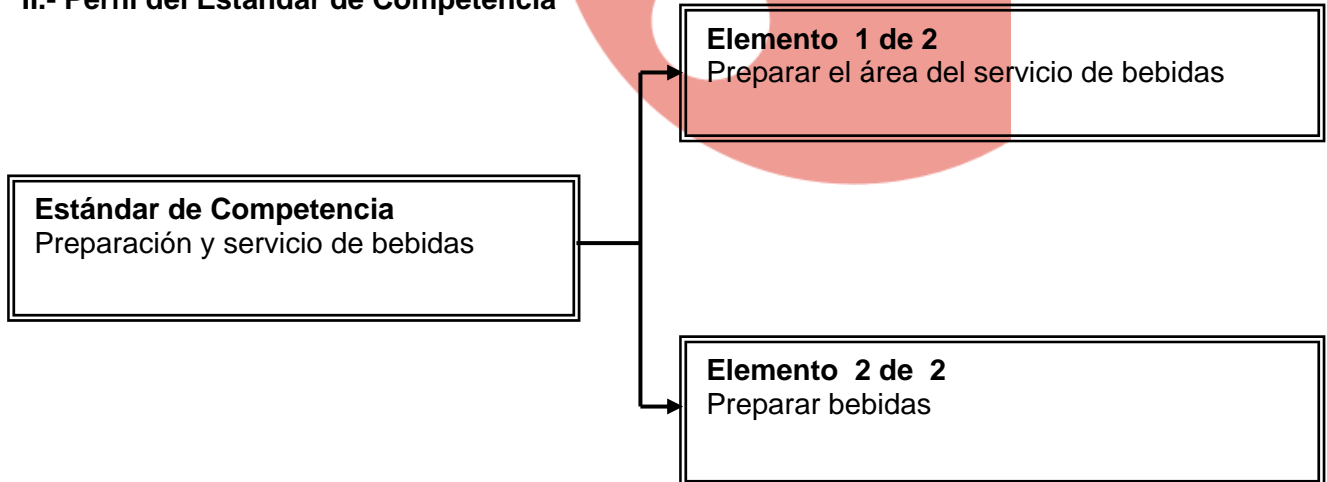 II.- Perfil del Estándar de Competencia
Elemento 1 de 2
Preparar el área del servicio de bebidas
Estándar de Competencia
Preparación y servicio de bebidas
Elemento 2 de 2
Preparar bebidas